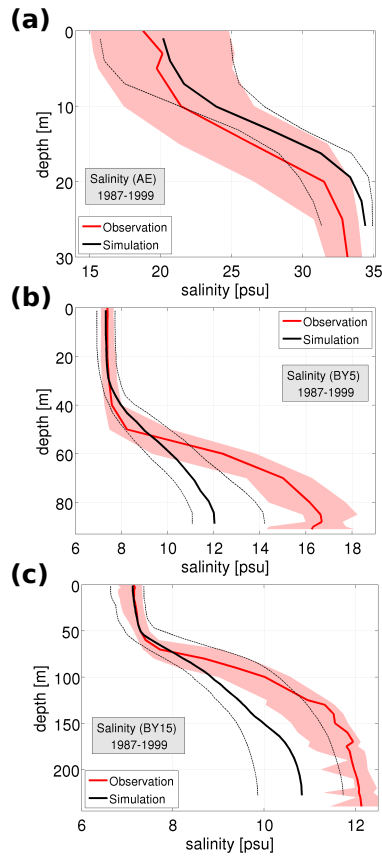 (a)
0
10
20
30
depth [m]
Salinity (AE)
1987-1999
Observation
Simulation
15 20 25 30 35
salinity [psu]
(b)
0
20
40
60
80
depth [m]
Observation
Simulation
Salinity (BY5)
1987-1999
6 8 10 12 14 16 18
salinity [psu]
(c)
0
50
100
150
200
depth [m]
Salinity (BY15)
1987-1999
Observation
Simulation
6 8 10 12
salinity [psu]